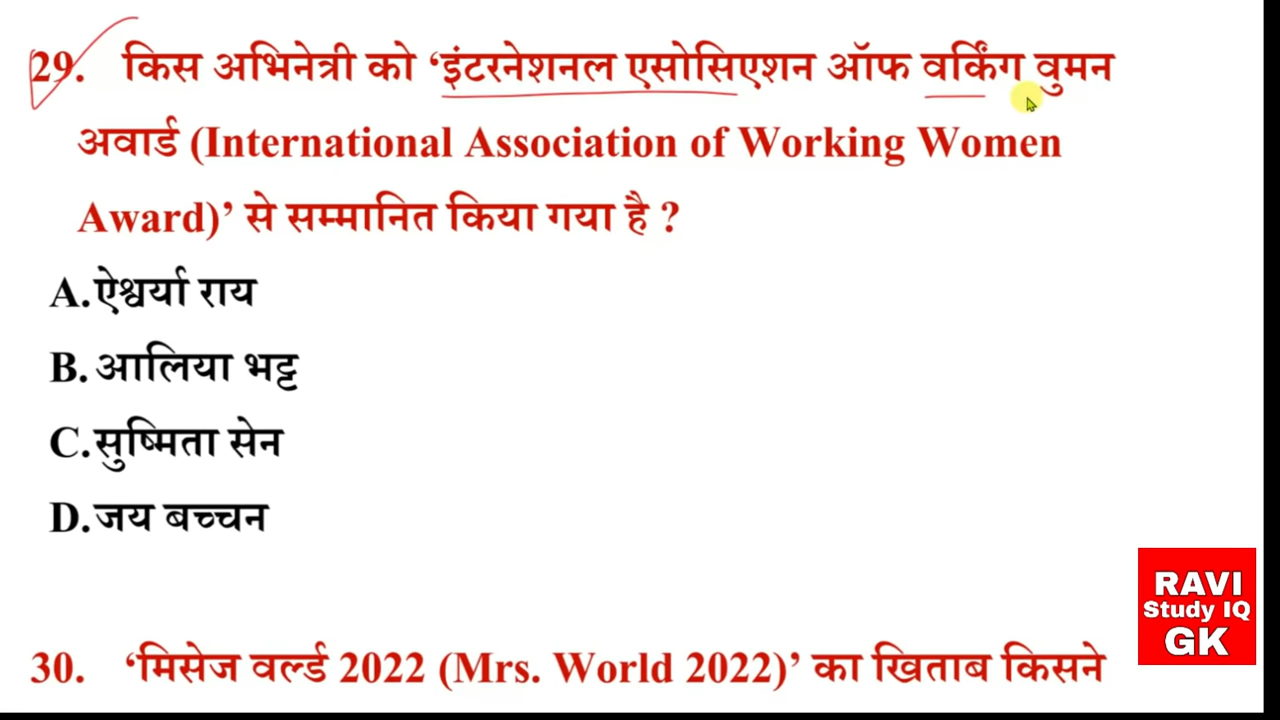 29. किस अभिनेत्री को ‘इंटरनेशनल एसोसिएशन ऑफ वर्किंग वुमन
अवार्ड (International Association of Working Women
Award)’ से सम्मानित किया गया है ?
A.ऐश्वर्या राय
B. आलिया भट्ट
C.सुष्मिता सेन
D.जय बच्चन
RAVI
Study IQ
GK
30. ‘मिसेज वर्ल्ड 2022 (Mrs. World 2022)’ का खिताब किसने